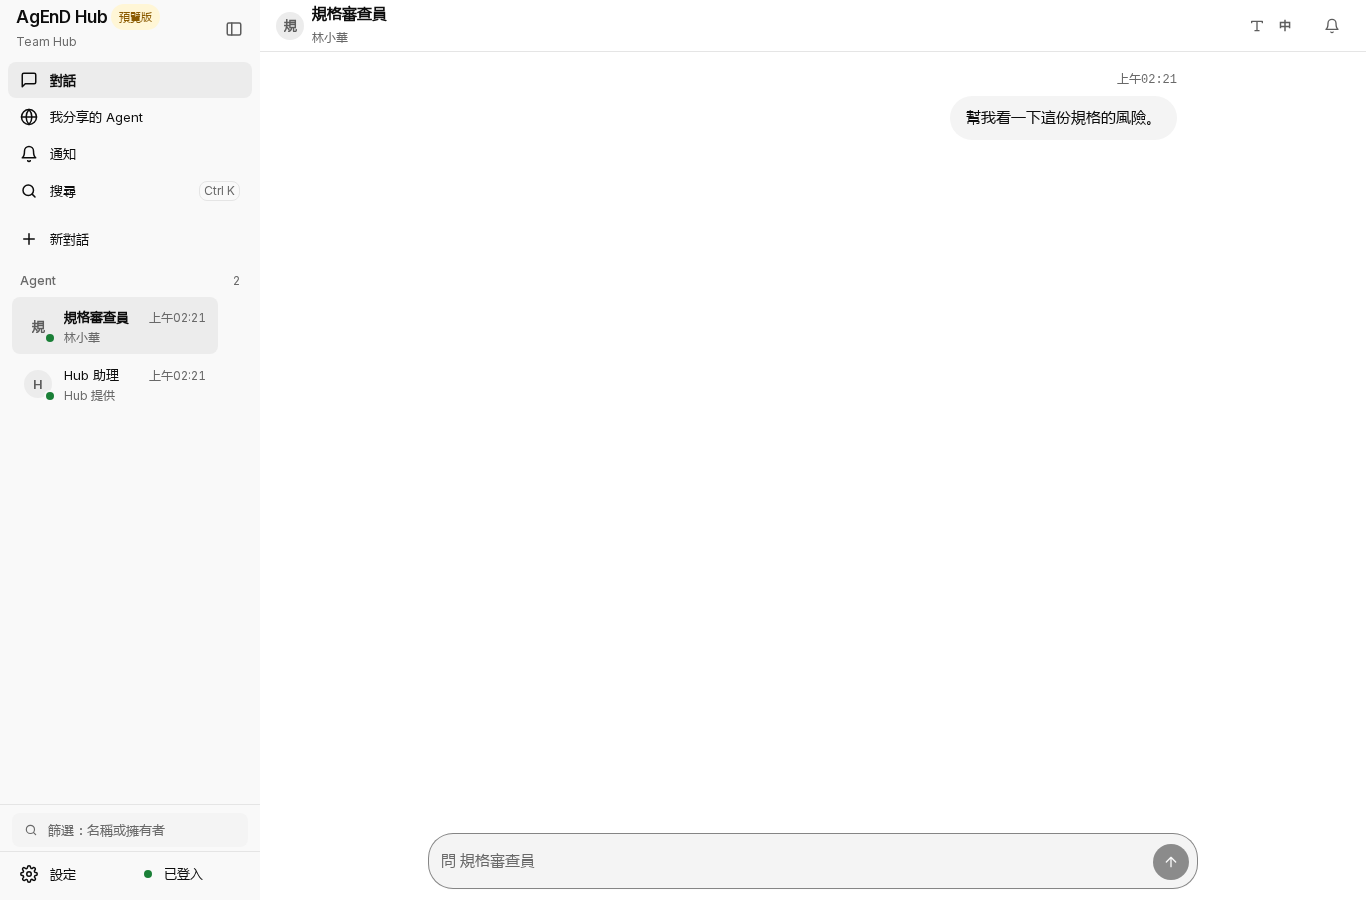 AgEnD Hub 預覽版
Team Hub
對話
我分享的 Agent
通知
搜尋 Ctrl K
新對話
Agent 2
規 規格審查員 上午02:21
林小華
H Hub 助理 上午02:21
Hub 提供
篩選：名稱或擁有者
設定 已登入
規 規格審查員
林小華
T 中
上午02:21
幫我看一下這份規格的風險。
問 規格審查員